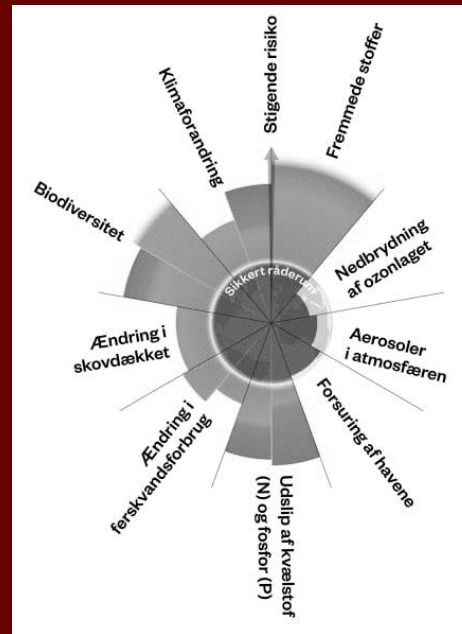 Stigende risiko
Fremmede stoffer
Nedbrydning
af ozonlaget
Aerosoler
i atmosfæren
Forsuring af havene
Udslip af kvælstof
(N) og fosfor (P)
Ændring i
ferskvandsforbrug
Ændring i
skovdækket
Biodiversitet
Klimaforandring
Sikkert råderum